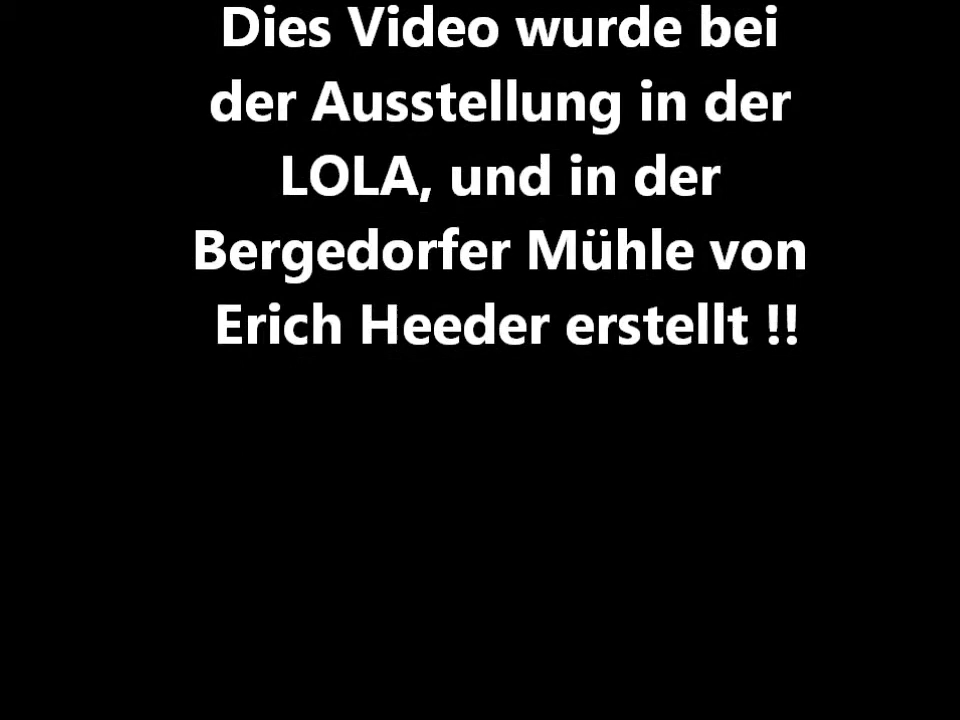 Dies Video wurde bei
der Ausstellung in der
LOLA, und in der
Bergedorfer Mühle von
Erich Heeder erstellt !!